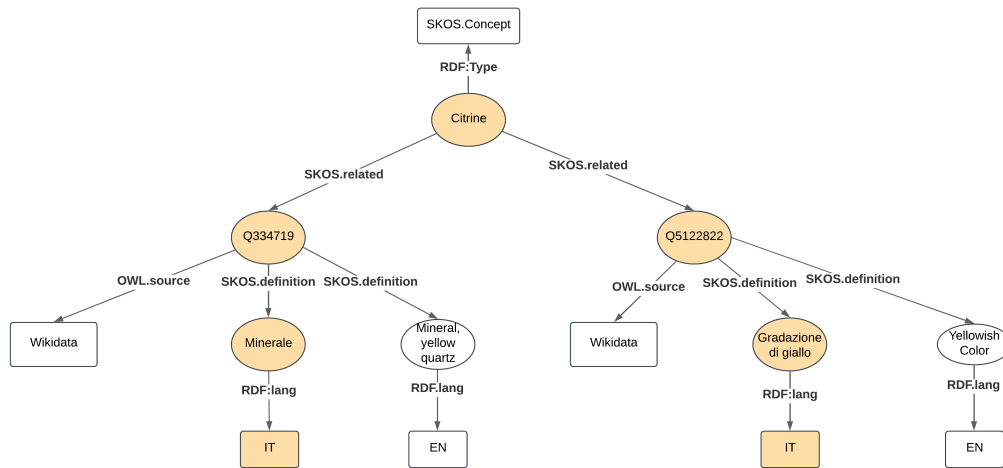 SKOS.Concept
RDF:Type
Citrine
SKOS.related
SKOS.related
Q334719
Q5122822
OWL.source
SKOS.definition
SKOS.definition
OWL.source
SKOS.definition
SKOS.definition
Wikidata
Minerale
Mineral,
yellow
quartz
Wikidata
Gradazione
di giallo
Yellowish
Color
RDF:lang
RDF.lang
RDF:lang
RDF.lang
IT
EN
IT
EN